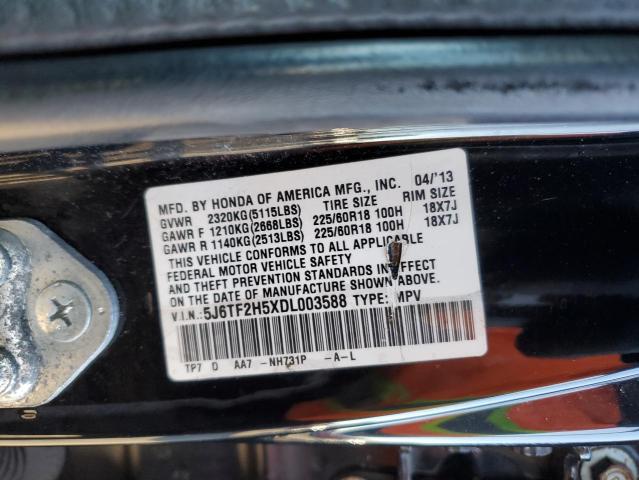 MFD. BY HONDA OF AMERICA MFG., INC. 04/'13
GVWR 2320KG(5115LBS) TIRE SIZE RIM SIZE
GAWR F 1210KG(2668LBS) 225/60R18 100H 18X7J
GAWR R 1140KG(2513LBS) 225/60R18 100H 18X7J
THIS VEHICLE CONFORMS TO ALL APPLICABLE
FEDERAL MOTOR VEHICLE SAFETY
AND THEFT PREVENTION STANDARDS IN EFFECT
ON THE DATE OF MANUFACTURE SHOWN ABOVE.
V.I.N.: 5J6TF2H5XDL003588 TYPE: MPV
TP7 D AA7 -NH731P -A-L